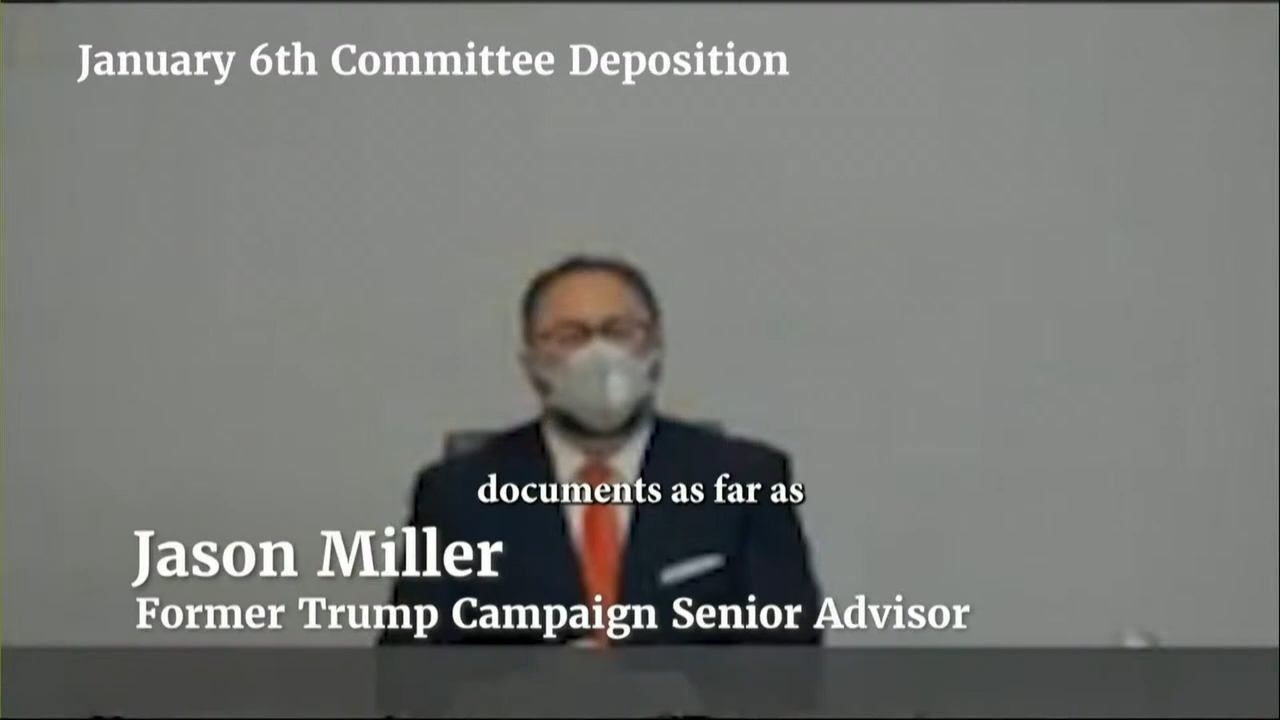 January 6th Committee Deposition
documents as far as
Jason Miller
Former Trump Campaign Senior Advisor